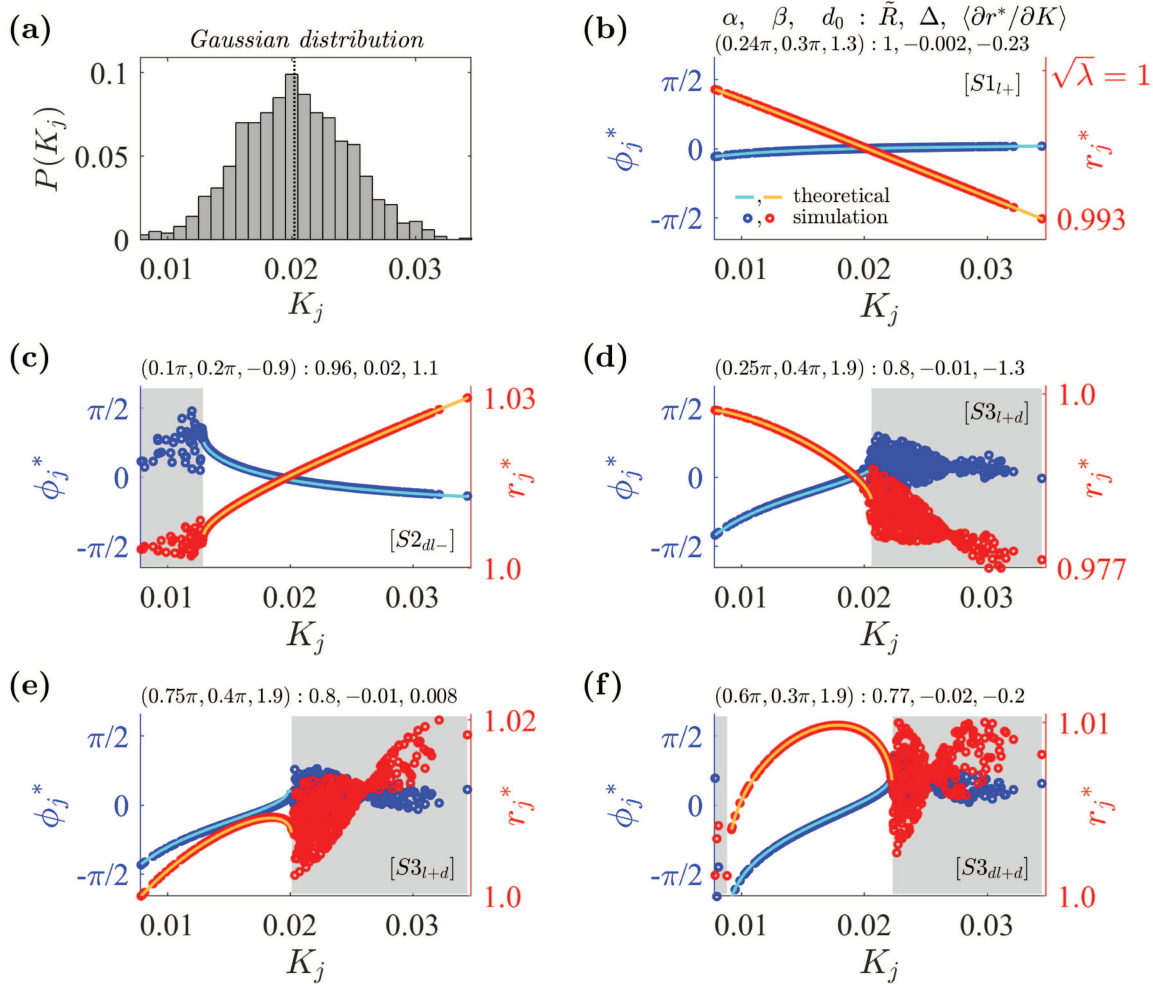 (a)
Gaussian distribution
0.1
0.05
0
P(K_j)
0.01 0.02 0.03
K_j
(b)
α, β, d_0 : R̃, Δ, ⟨∂r*/∂K⟩
(0.24π, 0.3π, 1.3) : 1, −0.002, −0.23
π/2
0
-π/2
ϕ_j*
[S1_{l+}]
√λ = 1
0.993
r_j*
theoretical
simulation
0.01 0.02 0.03
K_j
(c)
(0.1π, 0.2π, −0.9) : 0.96, 0.02, 1.1
π/2
0
-π/2
ϕ_j*
1.03
1.0
r_j*
[S2_{dl−}]
0.01 0.02 0.03
K_j
(d)
(0.25π, 0.4π, 1.9) : 0.8, −0.01, −1.3
π/2
0
-π/2
ϕ_j*
1.0
0.977
r_j*
[S3_{l+d}]
0.01 0.02 0.03
K_j
(e)
(0.75π, 0.4π, 1.9) : 0.8, −0.01, 0.008
π/2
0
-π/2
ϕ_j*
1.02
1.0
r_j*
[S3_{l+d}]
0.01 0.02 0.03
K_j
(f)
(0.6π, 0.3π, 1.9) : 0.77, −0.02, −0.2
π/2
0
-π/2
ϕ_j*
1.01
1.0
r_j*
[S3_{dl+d}]
0.01 0.02 0.03
K_j